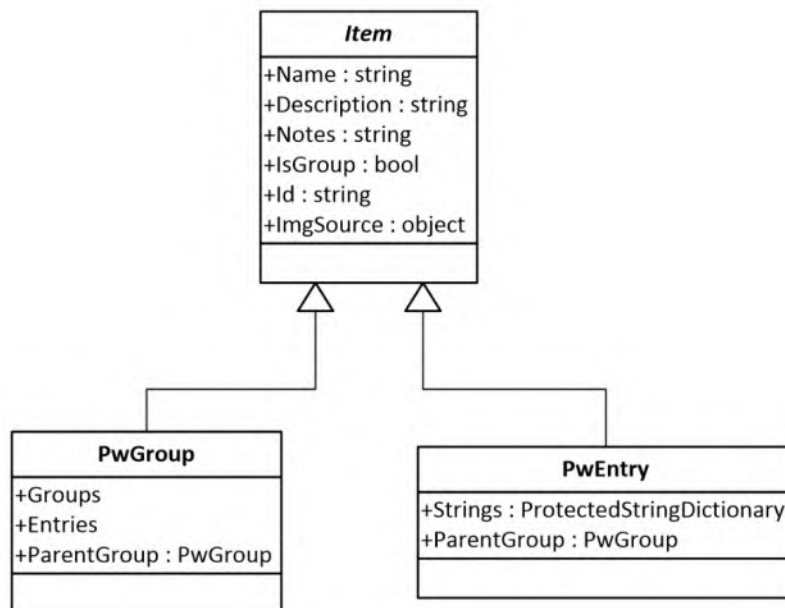 Item
+Name : string
+Description : string
+Notes : string
+IsGroup : bool
+Id : string
+ImgSource : object
PwGroup
+Groups
+Entries
+ParentGroup : PwGroup
PwEntry
+Strings : ProtectedStringDictionary
+ParentGroup : PwGroup